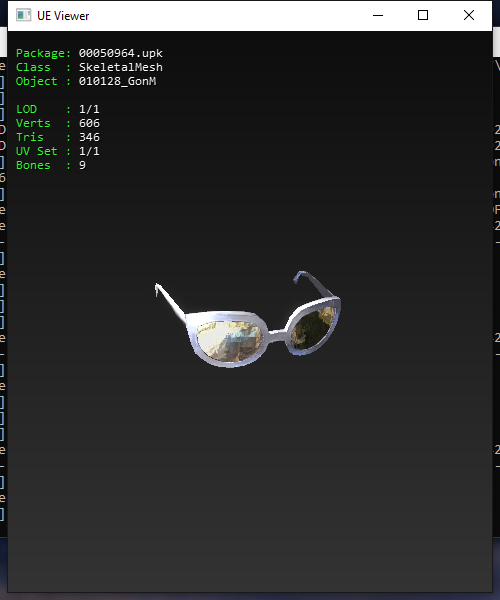 UE Viewer
Package: 00050964.upk
Class  : SkeletalMesh
Object : 010128_GonM
LOD    : 1/1
Verts  : 606
Tris   : 346
UV Set : 1/1
Bones  : 9